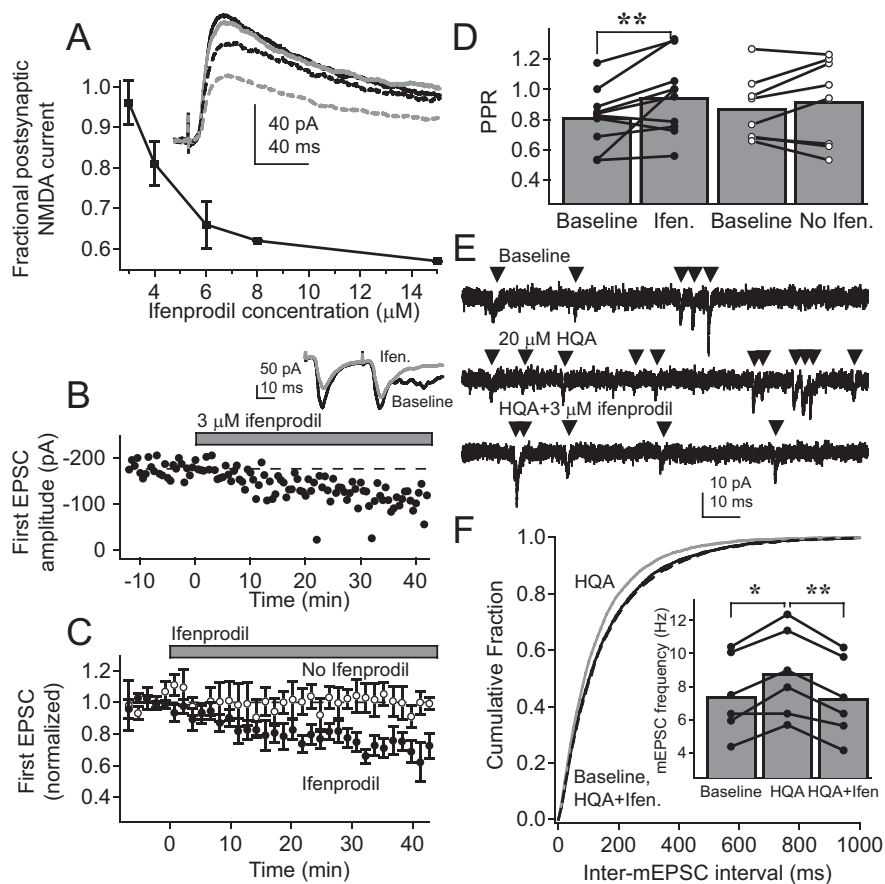 A
Fractional postsynaptic
NMDA current
1.0
0.9
0.8
0.7
0.6
40 pA
40 ms
4
6
8
10
12
14
Ifenprodil concentration (μM)
B
50 pA
10 ms
Ifen.
Baseline
3 μM ifenprodil
First EPSC
amplitude (pA)
-200
-100
0
-10
0
10
20
30
40
Time (min)
C
Ifenprodil
No Ifenprodil
First EPSC
(normalized)
1.2
1.0
0.8
0.6
0.4
Ifenprodil
0
10
20
30
40
Time (min)
D
**
PPR
1.2
1.0
0.8
0.6
0.4
Baseline
Ifen.
Baseline
No Ifen.
E
Baseline
20 μM HQA
HQA+3 μM ifenprodil
10 pA
10 ms
F
Cumulative Fraction
1.0
0.8
0.6
0.4
0.2
0.0
HQA
Baseline,
HQA+Ifen.
0
200
400
600
800
1000
Inter-mEPSC interval (ms)
*
**
mEPSC frequency (Hz)
12
10
8
6
4
Baseline
HQA
HQA+Ifen